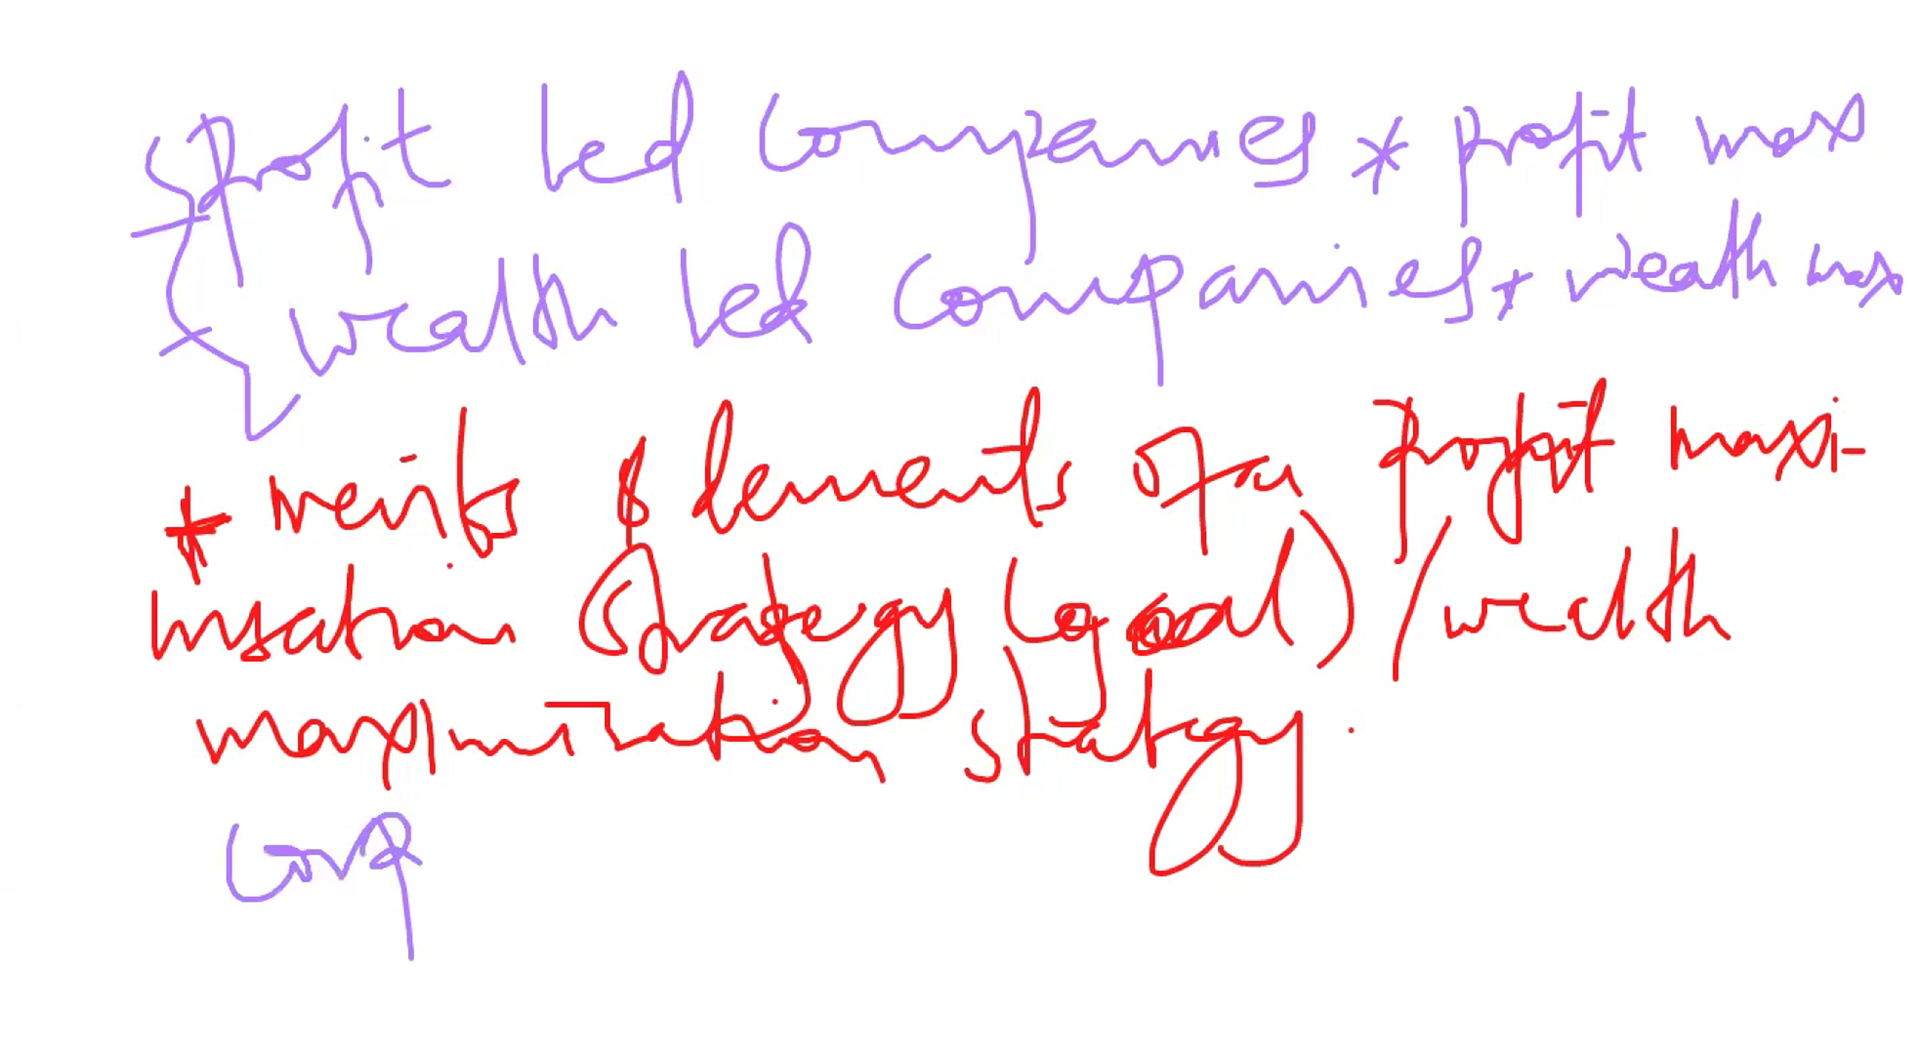 profit led companies * profit max
wealth led companies * wealth max
* merits & demerits of a profit maxi-
misation (strategy (goal) / wealth
maximization strategy.